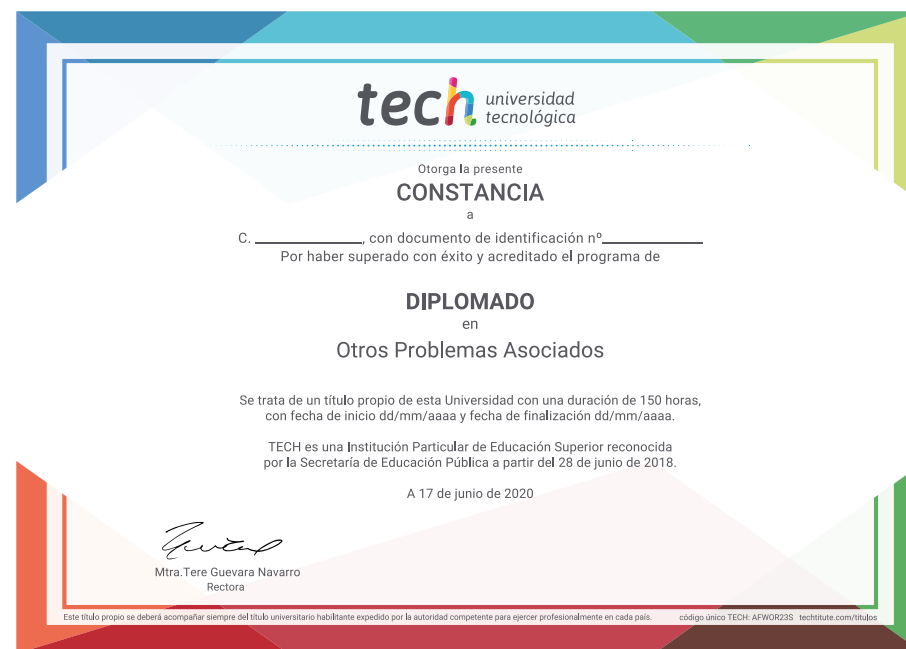 tech universidad
tecnológica
Otorga la presente
CONSTANCIA
a
C. ____________, con documento de identificación nº____________
Por haber superado con éxito y acreditado el programa de
DIPLOMADO
en
Otros Problemas Asociados
Se trata de un título propio de esta Universidad con una duración de 150 horas,
con fecha de inicio dd/mm/aaaa y fecha de finalización dd/mm/aaaa.
TECH es una Institución Particular de Educación Superior reconocida
por la Secretaría de Educación Pública a partir del 28 de junio de 2018.
A 17 de junio de 2020
Mtra.Tere Guevara Navarro
Rectora
Este título propio se deberá acompañar siempre del título universitario habilitante expedido por la autoridad competente para ejercer profesionalmente en cada país. código único TECH: AFWOR23S techtitute.com/titulos